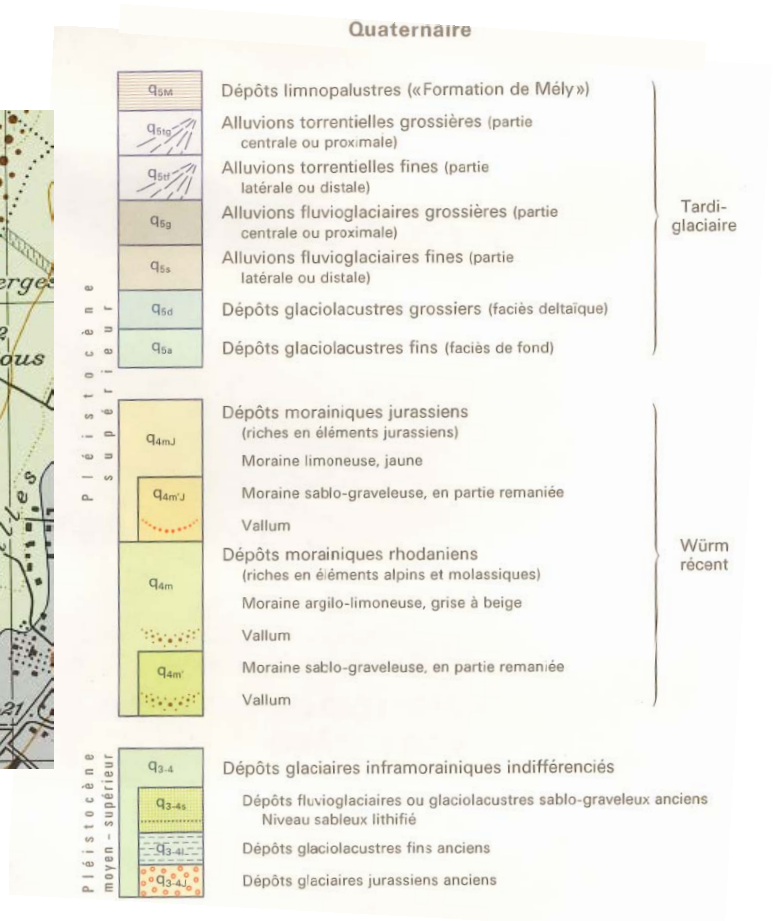 Quaternaire
q5M Dépôts limnopalustres («Formation de Mély»)
q5tg Alluvions torrentielles grossières (partie
centrale ou proximale)
q5tf Alluvions torrentielles fines (partie
latérale ou distale)
q5g Alluvions fluvioglaciaires grossières (partie
centrale ou proximale)
q5s Alluvions fluvioglaciaires fines (partie
latérale ou distale)
q5d Dépôts glaciolacustres grossiers (faciès deltaïque)
q5a Dépôts glaciolacustres fins (faciès de fond)
Tardi-
glaciaire
Pléistocène
supérieur
Dépôts morainiques jurassiens
(riches en éléments jurassiens)
q4mJ
Moraine limoneuse, jaune
q4m'J Moraine sablo-graveleuse, en partie remaniée
Vallum
Dépôts morainiques rhodaniens
(riches en éléments alpins et molassiques)
q4m
Moraine argilo-limoneuse, grise à beige
Vallum
q4m' Moraine sablo-graveleuse, en partie remaniée
Vallum
Würm
récent
Pléistocène
moyen-supérieur
q3-4 Dépôts glaciaires inframorainiques indifférenciés
q3-4s Dépôts fluvioglaciaires ou glaciolacustres sablo-graveleux anciens
Niveau sableux lithifié
q3-4l Dépôts glaciolacustres fins anciens
q3-4J Dépôts glaciaires jurassiens anciens
erges
ous
lles
21